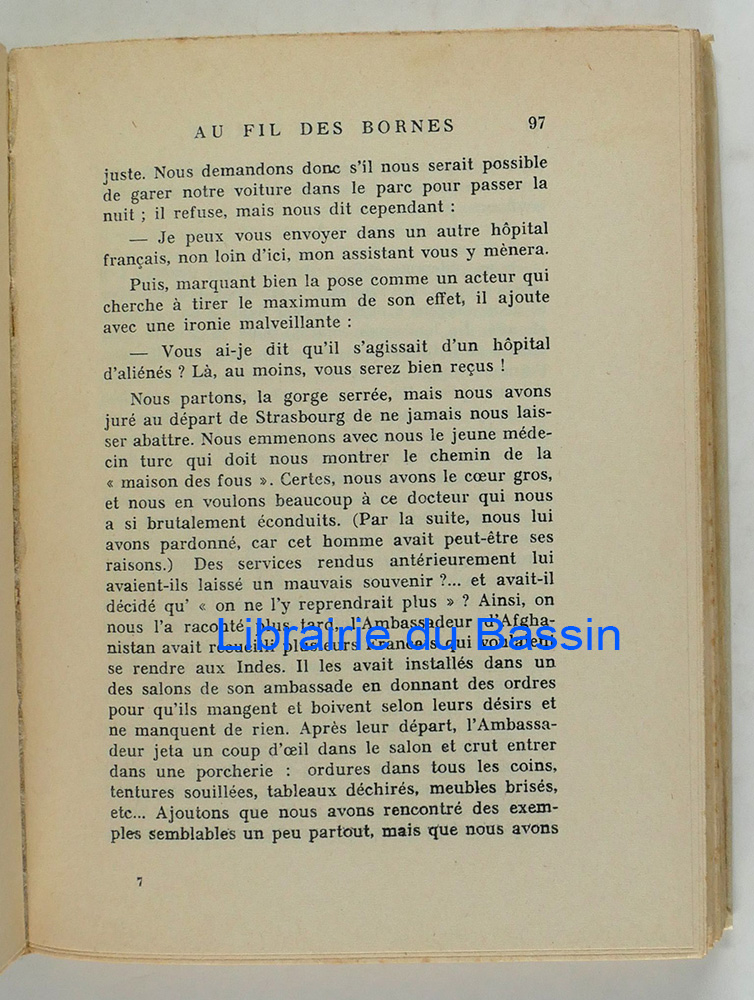 AU FIL DES BORNES 97
juste. Nous demandons donc s'il nous serait possible
de garer notre voiture dans le parc pour passer la
nuit ; il refuse, mais nous dit cependant :
— Je peux vous envoyer dans un autre hôpital
français, non loin d'ici, mon assistant vous y mènera.
Puis, marquant bien la pose comme un acteur qui
cherche à tirer le maximum de son effet, il ajoute
avec une ironie malveillante :
— Vous ai-je dit qu'il s'agissait d'un hôpital
d'aliénés ? Là, au moins, vous serez bien reçus !
Nous partons, la gorge serrée, mais nous avons
juré au départ de Strasbourg de ne jamais nous lais-
ser abattre. Nous emmenons avec nous le jeune méde-
cin turc qui doit nous montrer le chemin de la
« maison des fous ». Certes, nous avons le cœur gros,
et nous en voulons beaucoup à ce docteur qui nous
a si brutalement éconduits. (Par la suite, nous lui
avons pardonné, car cet homme avait peut-être ses
raisons.) Des services rendus antérieurement lui
avaient-ils laissé un mauvais souvenir ?... et avait-il
décidé qu' « on ne l'y reprendrait plus » ? Ainsi, on
nous l'a raconté plus tard, l'Ambassadeur d'Afgha-
Librairie du Bassin
nistan avait recueilli plusieurs Français qui voulaient
se rendre aux Indes. Il les avait installés dans un
des salons de son ambassade en donnant des ordres
pour qu'ils mangent et boivent selon leurs désirs et
ne manquent de rien. Après leur départ, l'Ambassa-
deur jeta un coup d'œil dans le salon et crut entrer
dans une porcherie : ordures dans tous les coins,
tentures souillées, tableaux déchirés, meubles brisés,
etc... Ajoutons que nous avons rencontré des exem-
ples semblables un peu partout, mais que nous avons
7